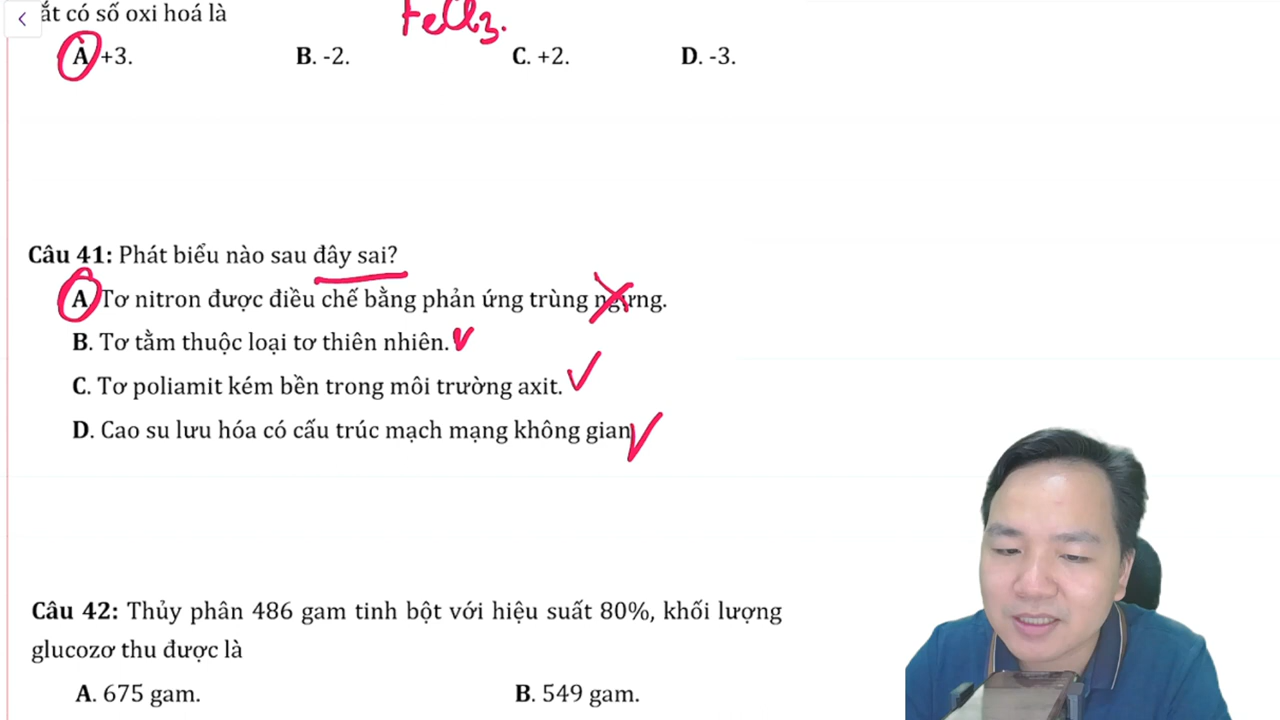 ắt có số oxi hoá là
FeCl3.
A +3.
B. -2.
C. +2.
D. -3.
Câu 41: Phát biểu nào sau đây sai?
A Tơ nitron được điều chế bằng phản ứng trùng ngưng.
B. Tơ tằm thuộc loại tơ thiên nhiên.
C. Tơ poliamit kém bền trong môi trường axit.
D. Cao su lưu hóa có cấu trúc mạch mạng không gian
Câu 42: Thủy phân 486 gam tinh bột với hiệu suất 80%, khối lượng
glucozơ thu được là
A. 675 gam.
B. 549 gam.